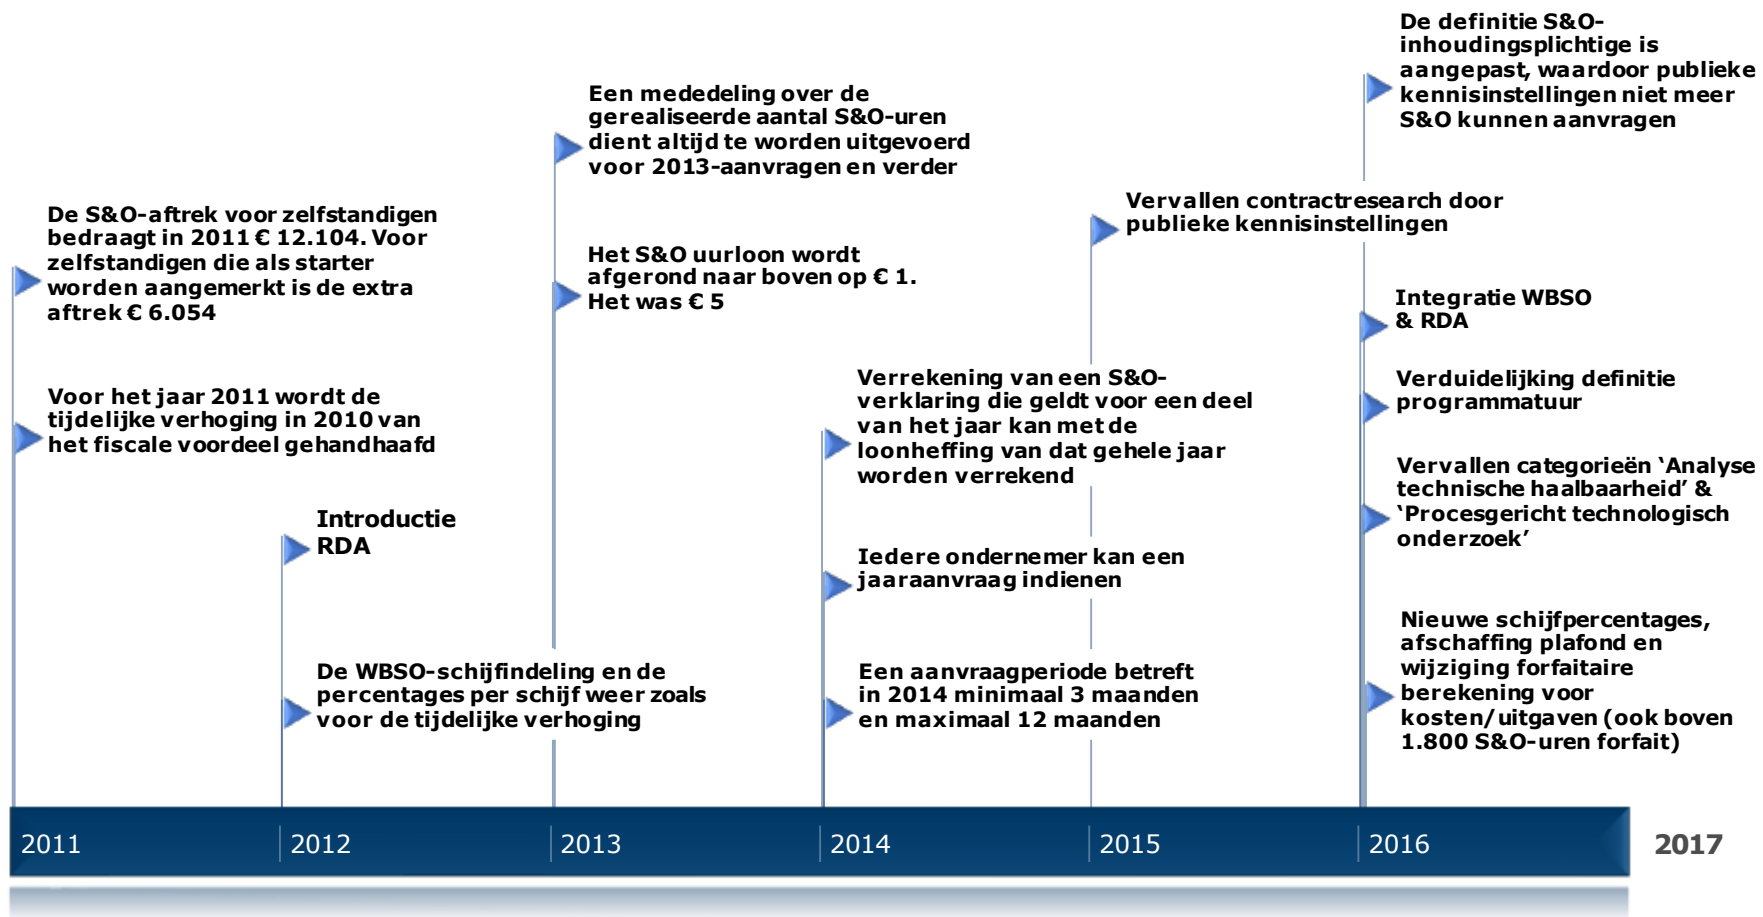 De S&O-aftrek voor zelfstandigen
bedraagt in 2011 € 12.104. Voor
zelfstandigen die als starter
worden aangemerkt is de extra
aftrek € 6.054
Voor het jaar 2011 wordt de
tijdelijke verhoging in 2010 van
het fiscale voordeel gehandhaafd
Introductie
RDA
De WBSO-schijfindeling en de
percentages per schijf weer zoals
voor de tijdelijke verhoging
Een mededeling over de
gerealiseerde aantal S&O-uren
dient altijd te worden uitgevoerd
voor 2013-aanvragen en verder
Het S&O uurloon wordt
afgerond naar boven op € 1.
Het was € 5
Verrekening van een S&O-
verklaring die geldt voor een deel
van het jaar kan met de
loonheffing van dat gehele jaar
worden verrekend
Iedere ondernemer kan een
jaaraanvraag indienen
Een aanvraagperiode betreft
in 2014 minimaal 3 maanden
en maximaal 12 maanden
Vervallen contractresearch door
publieke kennisinstellingen
De definitie S&O-
inhoudingsplichtige is
aangepast, waardoor publieke
kennisinstellingen niet meer
S&O kunnen aanvragen
Integratie WBSO
& RDA
Verduidelijking definitie
programmatuur
Vervallen categorieën ‘Analyse
technische haalbaarheid’ &
‘Procesgericht technologisch
onderzoek’
Nieuwe schijfpercentages,
afschaffing plafond en
wijziging forfaitaire
berekening voor
kosten/uitgaven (ook boven
1.800 S&O-uren forfait)
2011 2012 2013 2014 2015 2016 2017